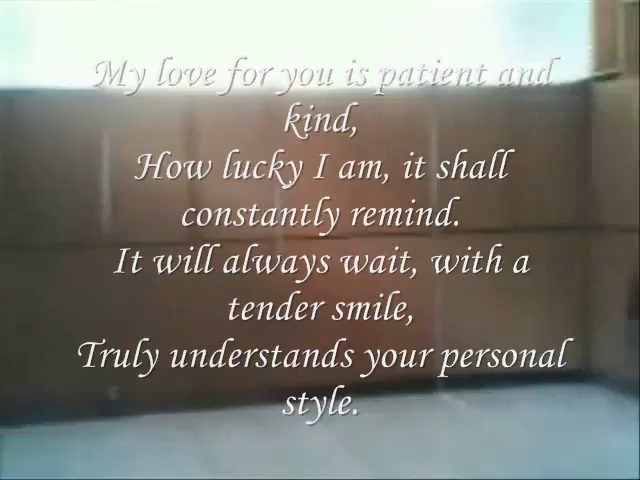 My love for you is patient and
kind,
How lucky I am, it shall
constantly remind.
It will always wait, with a
tender smile,
Truly understands your personal
style.